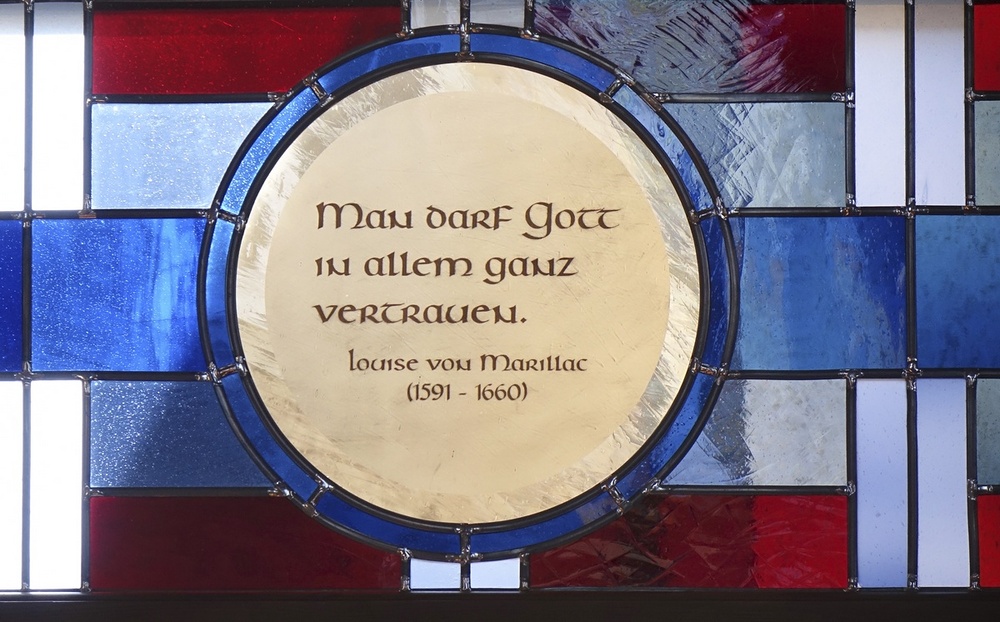 Man darf Gott
in allem ganz
vertrauen.
Louise von Marillac
(1591 - 1660)